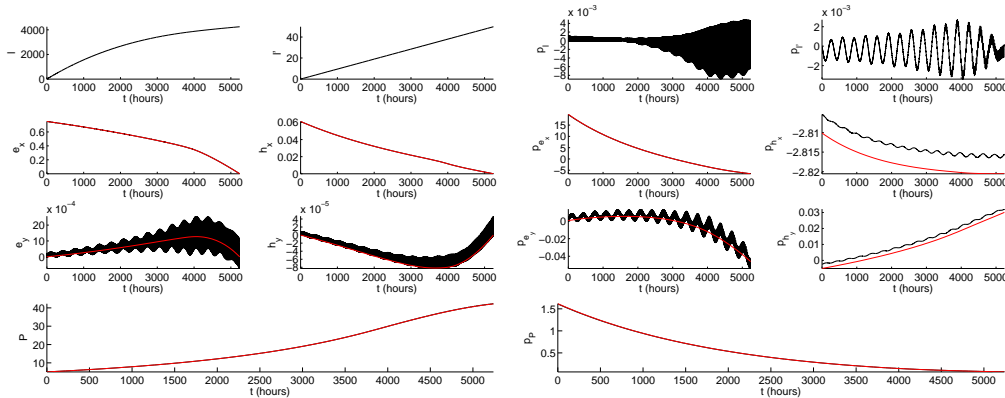 x 10⁻³ x 10⁻³
4000 2000 0 l 0 1000 2000 3000 4000 5000 t (hours)
40 20 0 l' 0 1000 2000 3000 4000 5000 t (hours)
4 2 0 −2 −4 −6 −8 p_l 0 1000 2000 3000 4000 5000 t (hours)
2 0 2 p_l' 0 1000 2000 3000 4000 5000 t (hours)
0.6 0.4 0.2 0 e_x 0 1000 2000 3000 4000 5000 t (hours)
0.06 0.04 0.02 0 h_x 0 1000 2000 3000 4000 5000 t (hours)
15 10 5 0 −5 p_e_x 0 1000 2000 3000 4000 5000 t (hours)
−2.81 −2.815 −2.82 p_h_x 0 1000 2000 3000 4000 5000 t (hours)
x 10⁻⁴ 20 10 0 e_y 0 1000 2000 3000 4000 5000 t (hours)
x 10⁻⁵ 4 2 0 −2 −4 −6 −8 h_y 0 1000 2000 3000 4000 5000 t (hours)
0 −0.02 −0.04 p_e_y 0 1000 2000 3000 4000 5000 t (hours)
0.03 0.02 0.01 0 p_h_y 0 1000 2000 3000 4000 5000 t (hours)
40 30 20 10 P 0 500 1000 1500 2000 2500 3000 3500 4000 4500 5000 t (hours)
1.5 1 0.5 p_P 0 500 1000 1500 2000 2500 3000 3500 4000 4500 5000 t (hours)